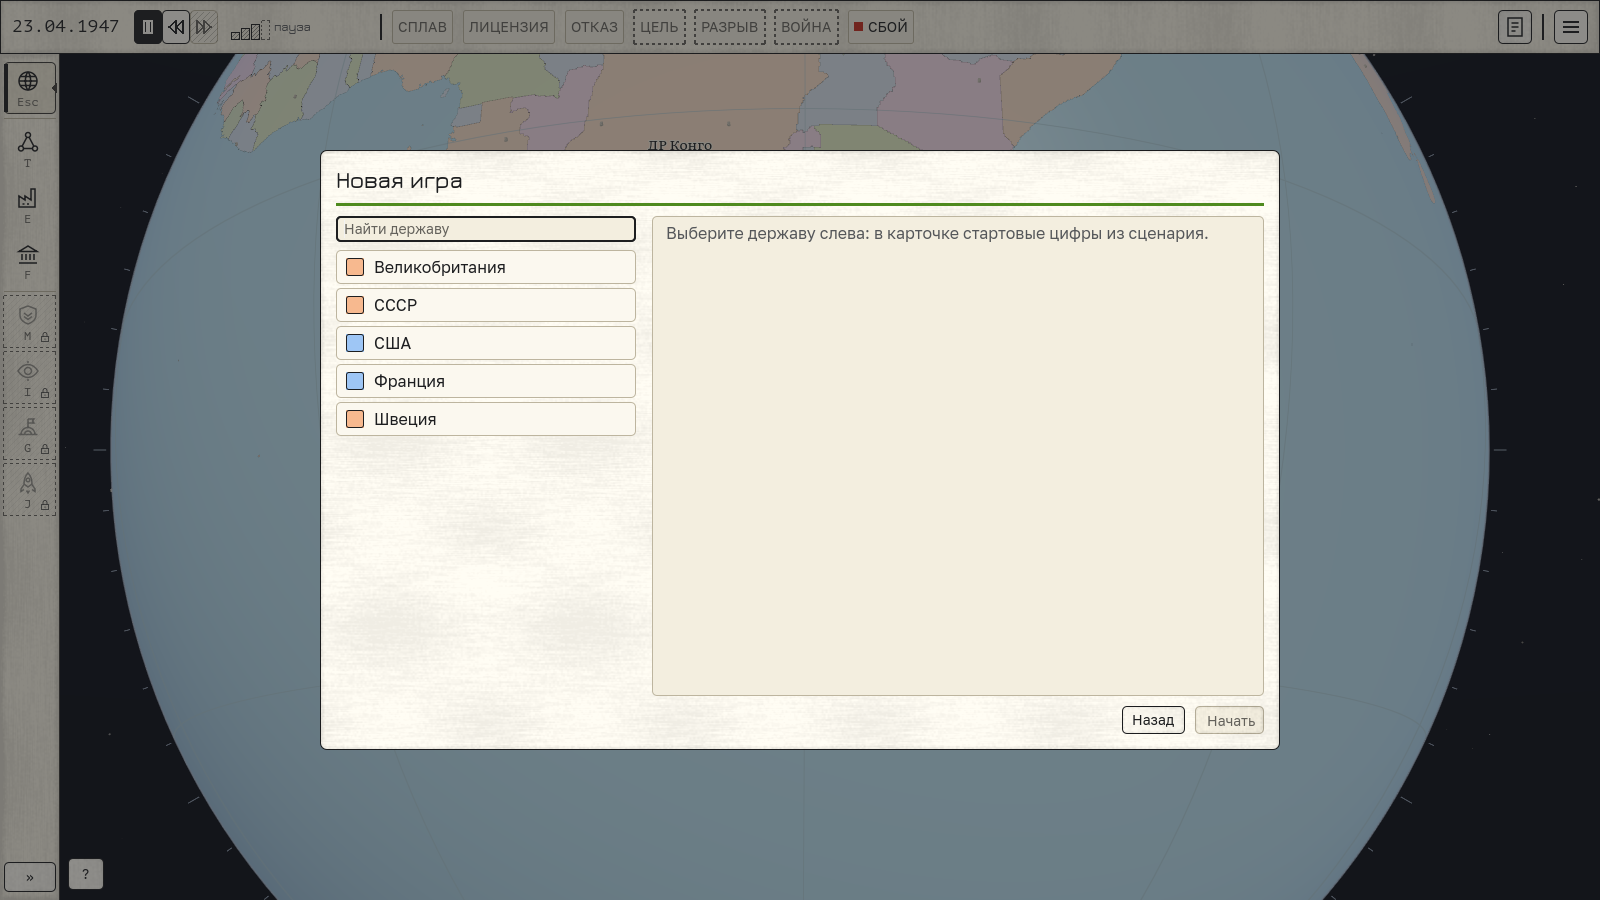 23.04.1947 пауза СПЛАВ ЛИЦЕНЗИЯ ОТКАЗ ЦЕЛЬ РАЗРЫВ ВОЙНА СБОЙ
Esc
T
E
F
M
I
G
J
»
?
ДР Конго
Новая игра
Найти державу
Великобритания
СССР
США
Франция
Швеция
Выберите державу слева: в карточке стартовые цифры из сценария.
Назад Начать